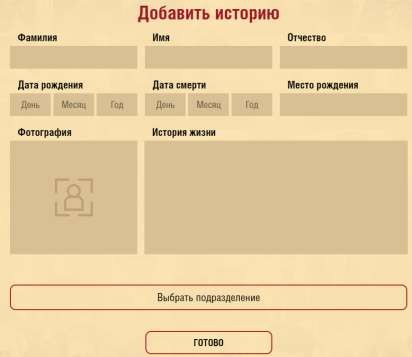 Добавить историю
Фамилия Имя Отчество
Дата рождения Дата смерти Место рождения
День Месяц Год День Месяц Год
Фотография История жизни
Выбрать подразделение
ГОТОВО